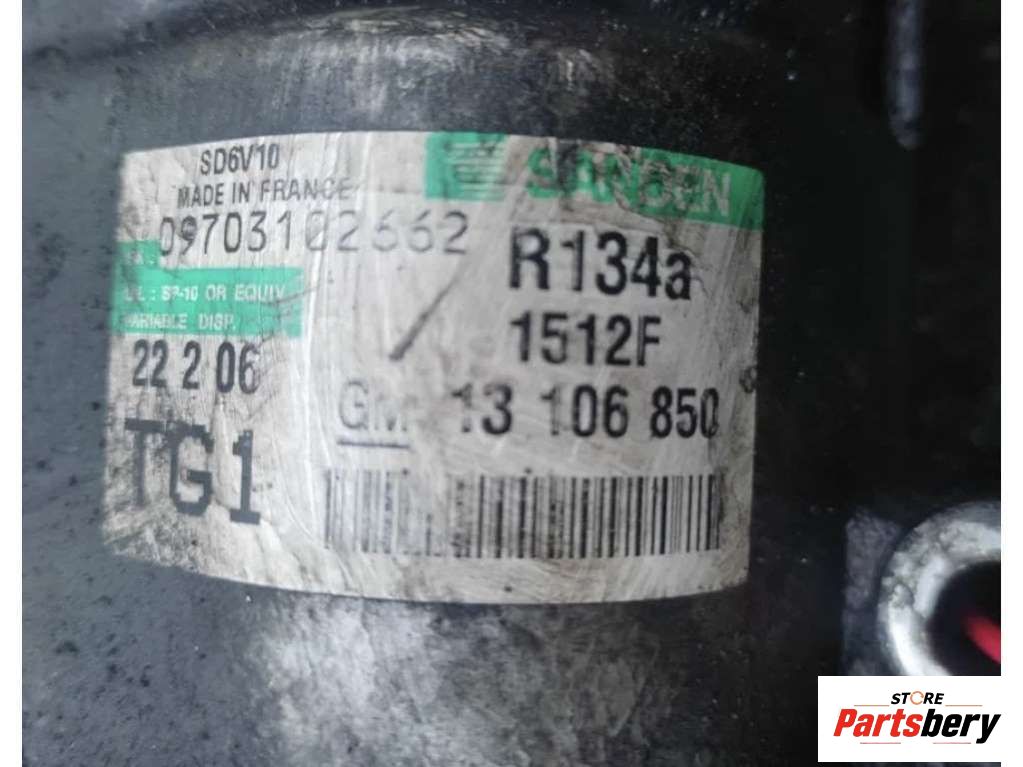 SD6V10
MADE IN FRANCE
SANDEN
09703102662
R134a
OIL : SP-10 OR EQUIV
VARIABLE DISP.
1512F
22 2 06
GM 13 106 850
TG1
STORE
Partsbery